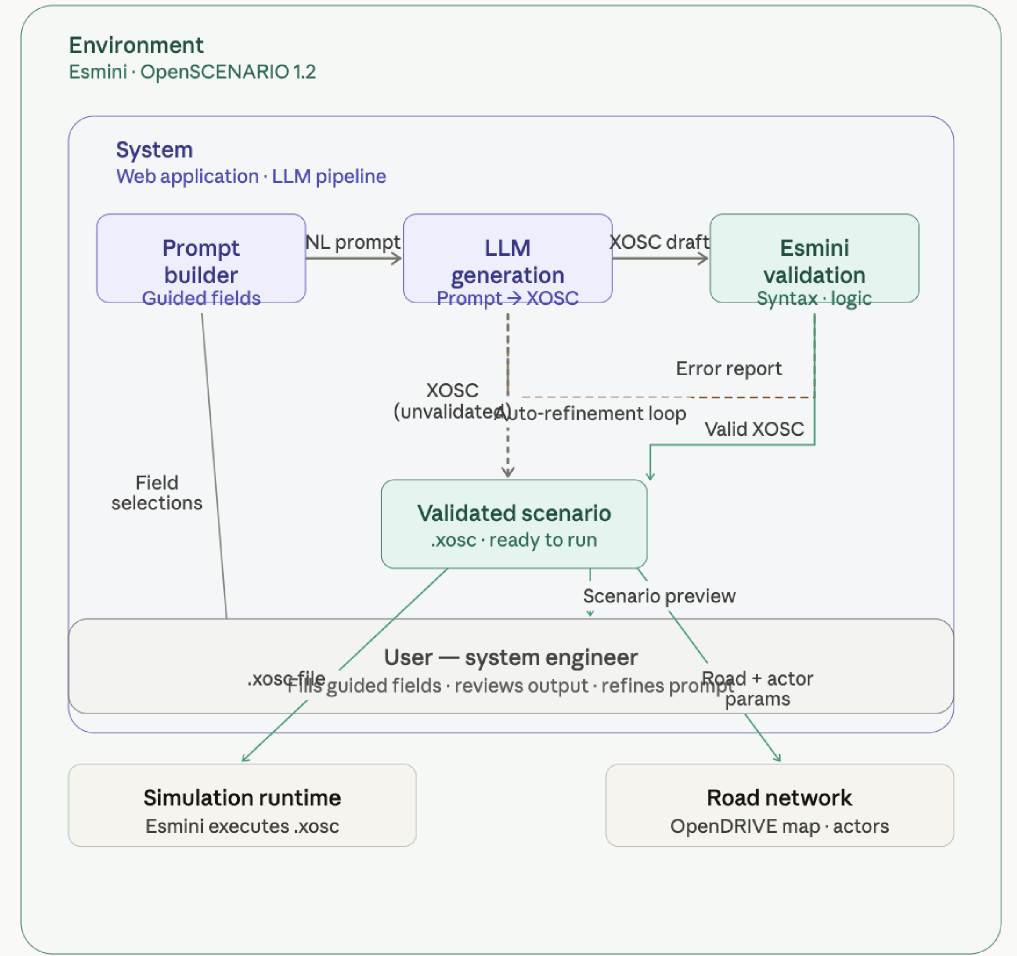 Environment
Esmini · OpenSCENARIO 1.2
System
Web application · LLM pipeline
Prompt
builder
Guided fields
NL prompt
LLM
generation
Prompt → XOSC
XOSC draft
Esmini
validation
Syntax · logic
Error report
XOSC
(unvalidated)
Auto-refinement loop
Valid XOSC
Field
selections
Validated scenario
.xosc · ready to run
Scenario preview
User — system engineer
Fills guided fields · reviews output · refines prompt
.xosc file
Road + actor
params
Simulation runtime
Esmini executes .xosc
Road network
OpenDRIVE map · actors